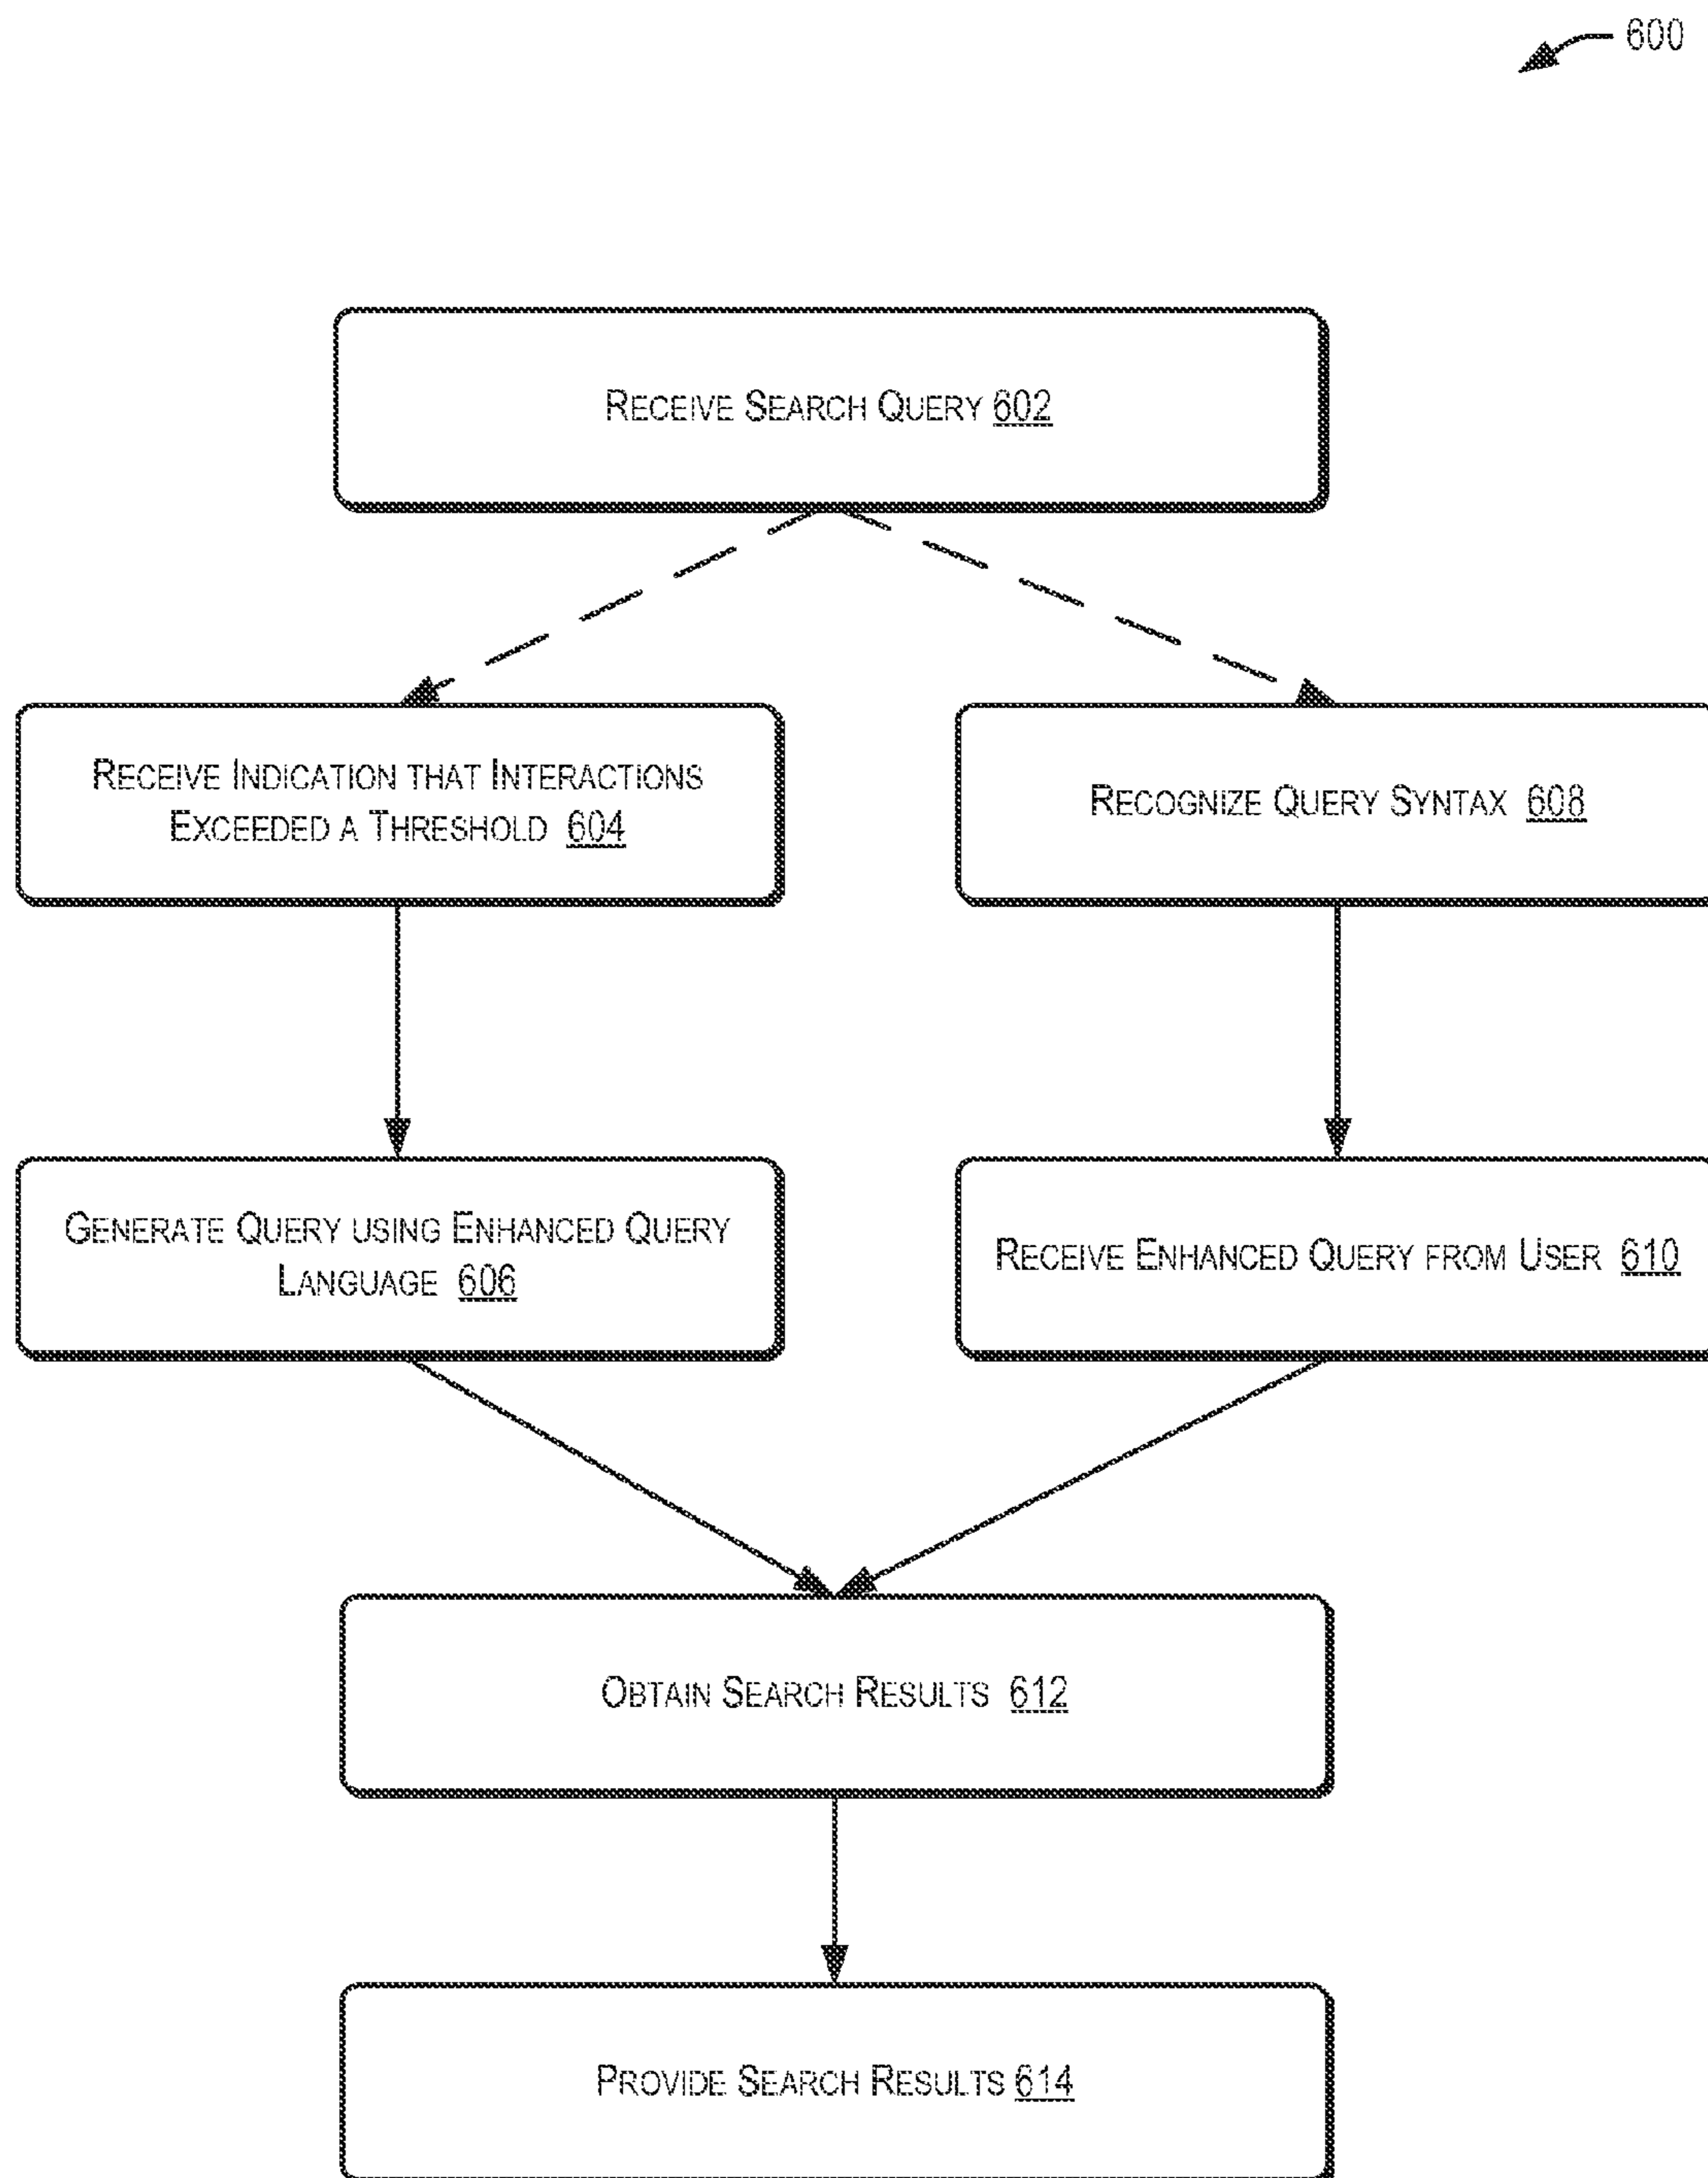 600
RECEIVE SEARCH QUERY 602
RECEIVE INDICATION THAT INTERACTIONS
EXCEEDED A THRESHOLD 604
RECOGNIZE QUERY SYNTAX 608
GENERATE QUERY USING ENHANCED QUERY
LANGUAGE 606
RECEIVE ENHANCED QUERY FROM USER 610
OBTAIN SEARCH RESULTS 612
PROVIDE SEARCH RESULTS 614